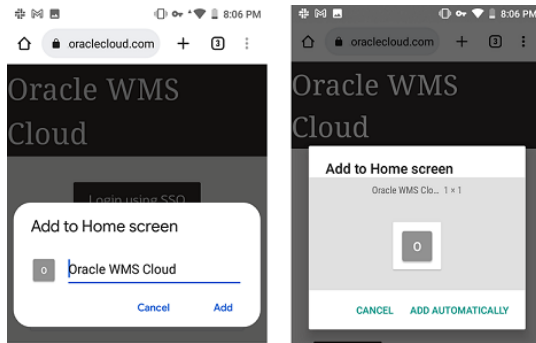 8:06 PM
oraclecloud.com
3
Oracle WMS
Cloud
Login using SSO
Add to Home screen
O
Oracle WMS Cloud
Cancel
Add
8:06 PM
oraclecloud.com
3
Oracle WMS
Cloud
Add to Home screen
Oracle WMS Clo... 1 × 1
O
CANCEL
ADD AUTOMATICALLY